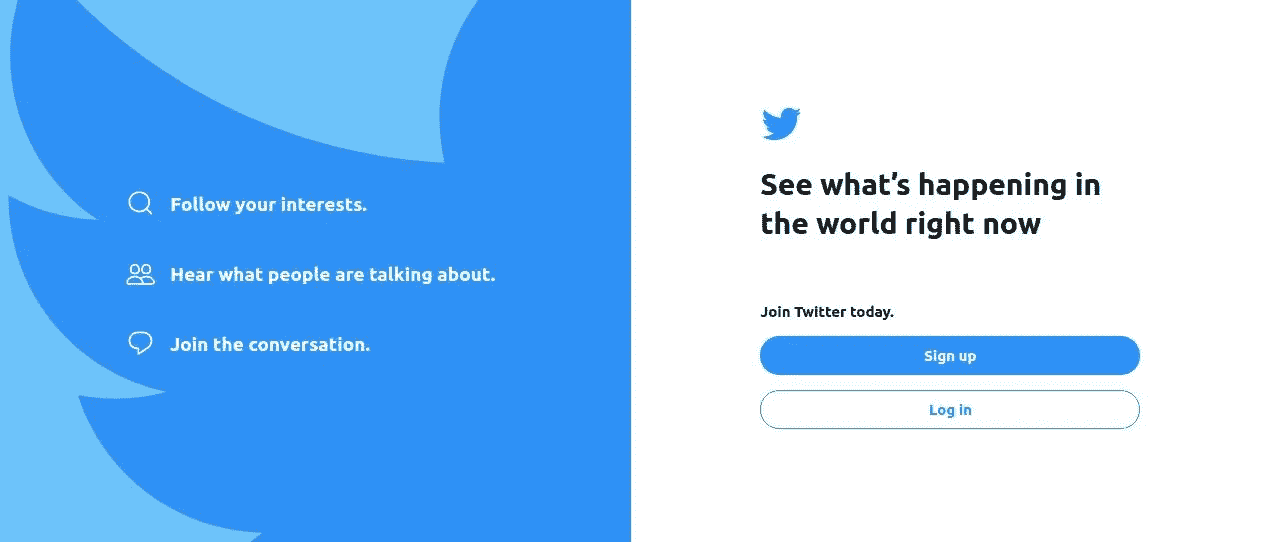 Follow your interests.
Hear what people are talking about.
Join the conversation.
See what’s happening in
the world right now
Join Twitter today.
Sign up
Log in